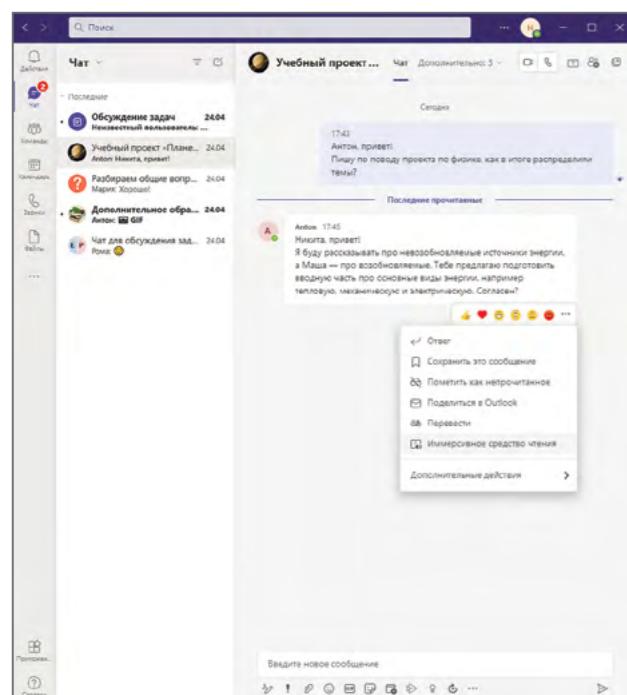 Поиск
Н
Действия
2
Чат
Команды
Календарь
Звонки
Файлы
Чат
Последние
Обсуждение задач 24.04
Неизвестный пользователь: ...
Учебный проект «Плане... 24.04
Anton: Никита, привет!
Разбираем общие вопр... 24.04
Мария: Хорошо!
Дополнительное обра... 24.04
Антон: GIF
Чат для обсуждения зад... 24.04
Рома:
Учебный проект ... Чат Дополнительно: 3
Сегодня
17:43
Антон, привет!
Пишу по поводу проекта по физике, как в итоге распределили
темы?
Последние прочитанные
A
Anton 17:45
Никита, привет!
Я буду рассказывать про невозобновляемые источники энергии,
а Маша — про возобновляемые. Тебе предлагаю подготовить
вводную часть про основные виды энергии, например
тепловую, механическую и электрическую. Согласен?
Ответ
Сохранить это сообщение
Пометить как непрочитанное
Поделиться в Outlook
Перевести
Иммерсивное средство чтения
Дополнительные действия
Введите новое сообщение